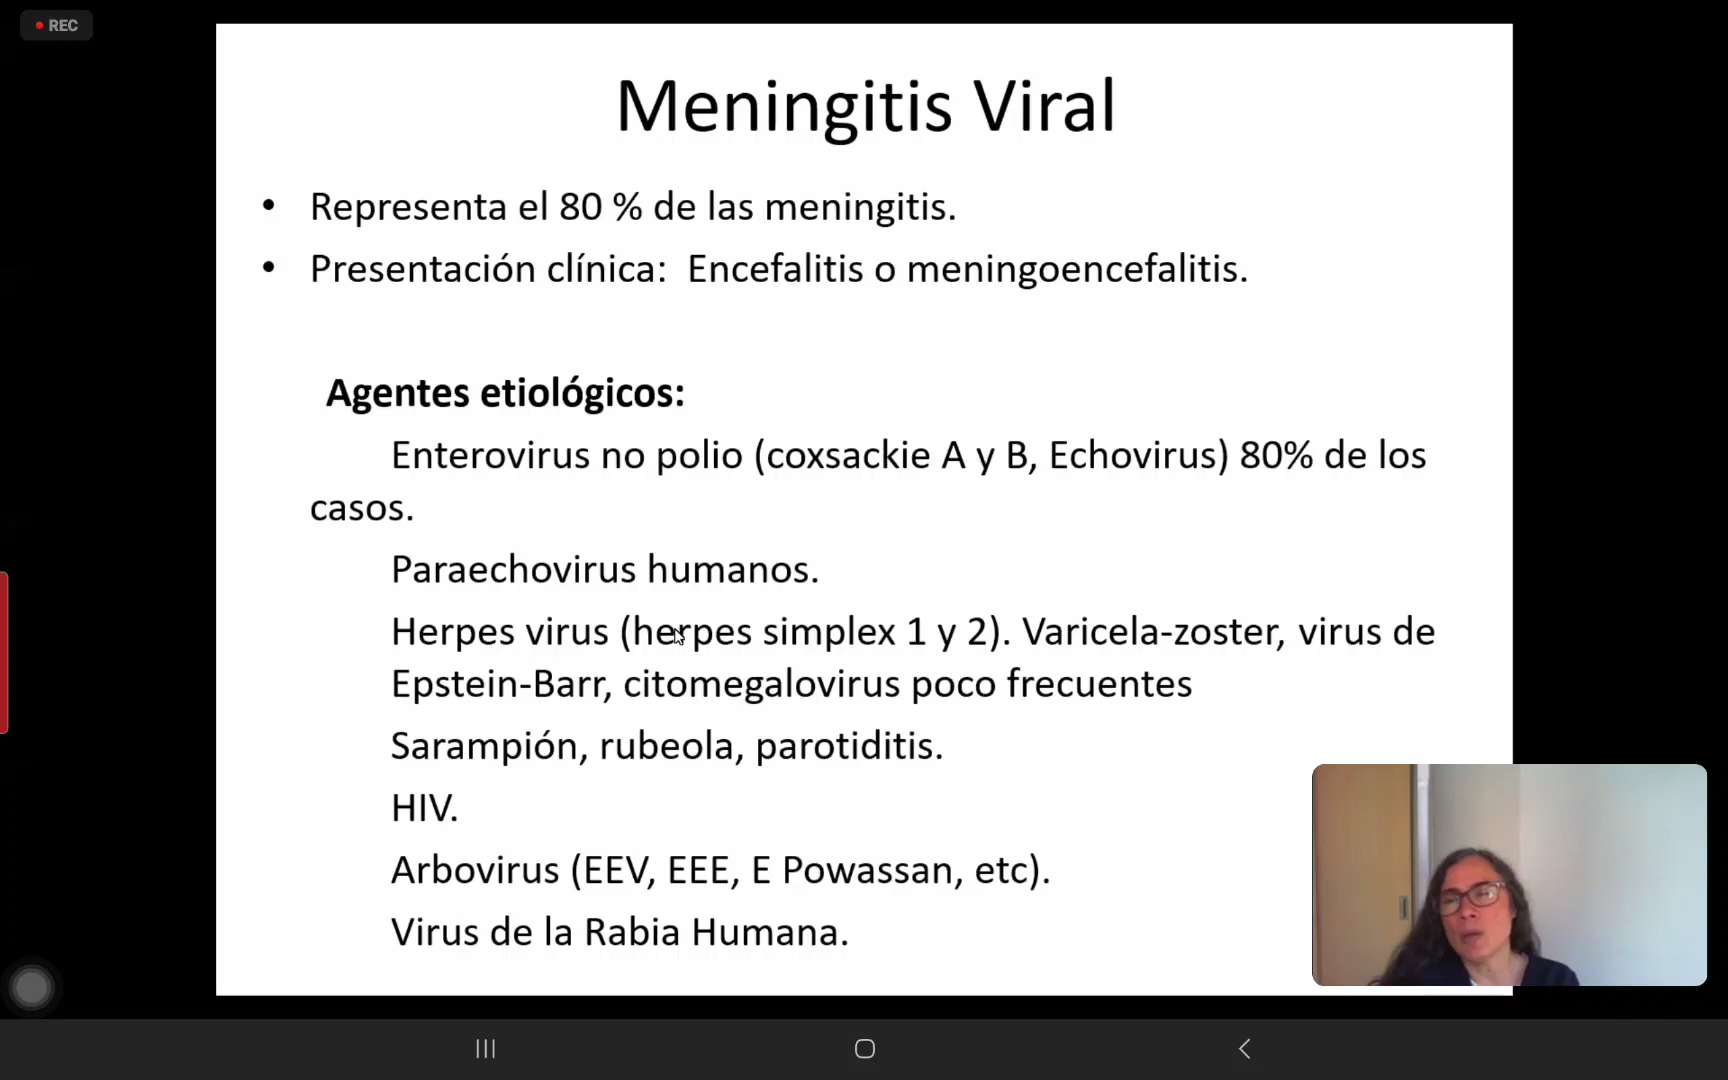 REC
Meningitis Viral
• Representa el 80 % de las meningitis.
• Presentación clínica: Encefalitis o meningoencefalitis.
Agentes etiológicos:
Enterovirus no polio (coxsackie A y B, Echovirus) 80% de los
casos.
Paraechovirus humanos.
Herpes virus (herpes simplex 1 y 2). Varicela-zoster, virus de
Epstein-Barr, citomegalovirus poco frecuentes
Sarampión, rubeola, parotiditis.
HIV.
Arbovirus (EEV, EEE, E Powassan, etc).
Virus de la Rabia Humana.